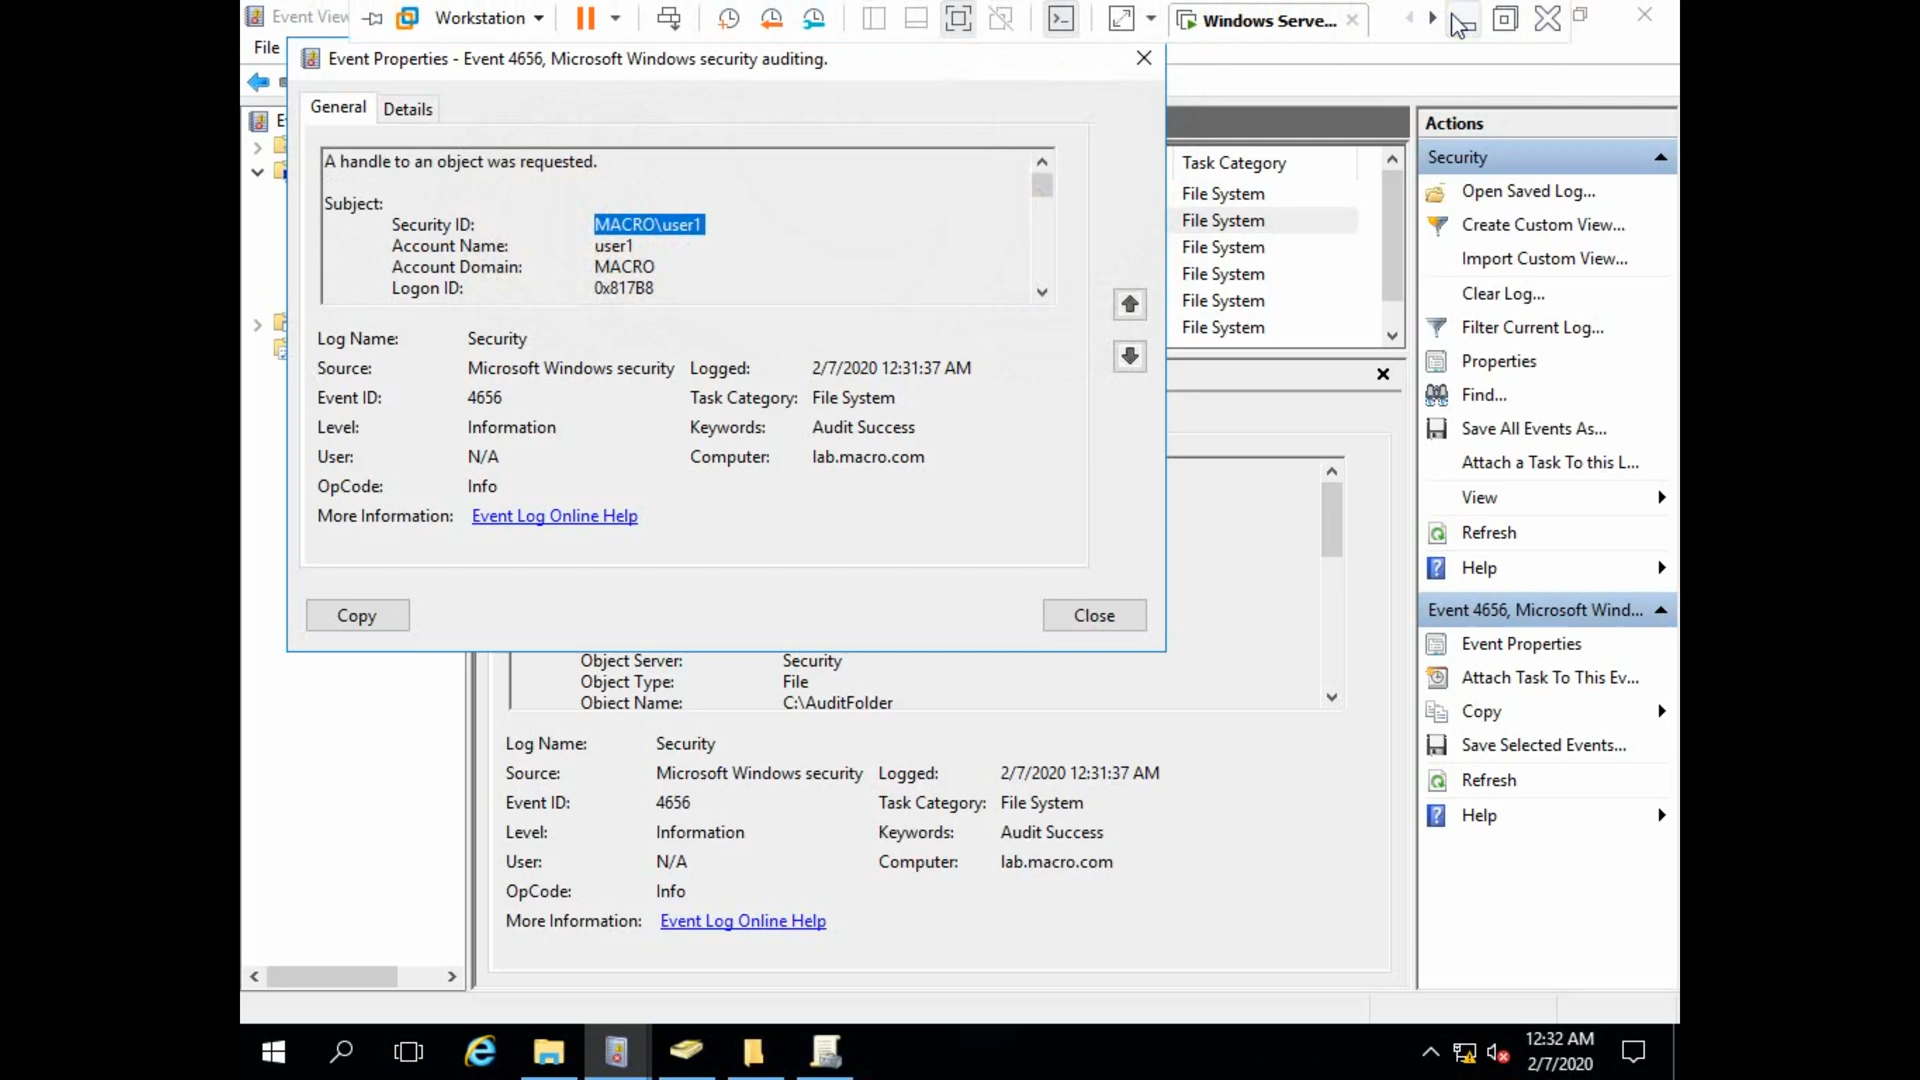 Event View
Workstation
Windows Serve...
File
Event Properties - Event 4656, Microsoft Windows security auditing.
General
Details
A handle to an object was requested.
Subject:
Security ID: MACRO\user1
Account Name: user1
Account Domain: MACRO
Logon ID: 0x817B8
Log Name: Security
Source: Microsoft Windows security Logged: 2/7/2020 12:31:37 AM
Event ID: 4656 Task Category: File System
Level: Information Keywords: Audit Success
User: N/A Computer: lab.macro.com
OpCode: Info
More Information: Event Log Online Help
Copy
Close
Task Category
File System
File System
File System
File System
File System
File System
Object Server: Security
Object Type: File
Object Name: C:\AuditFolder
Log Name: Security
Source: Microsoft Windows security Logged: 2/7/2020 12:31:37 AM
Event ID: 4656 Task Category: File System
Level: Information Keywords: Audit Success
User: N/A Computer: lab.macro.com
OpCode: Info
More Information: Event Log Online Help
Actions
Security
Open Saved Log...
Create Custom View...
Import Custom View...
Clear Log...
Filter Current Log...
Properties
Find...
Save All Events As...
Attach a Task To this L...
View
Refresh
Help
Event 4656, Microsoft Wind...
Event Properties
Attach Task To This Ev...
Copy
Save Selected Events...
Refresh
Help
12:32 AM
2/7/2020